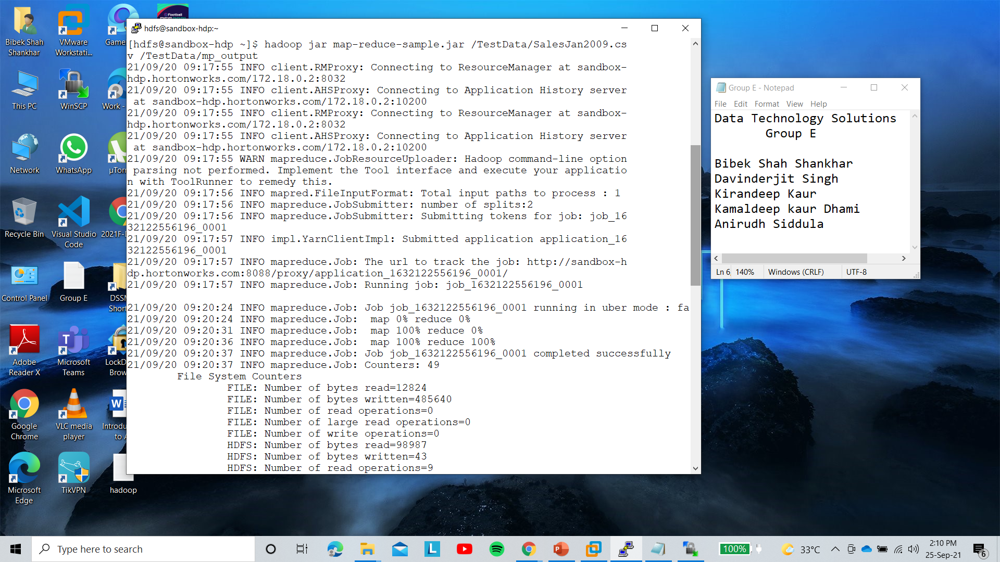 Bibek Shah
Shankhar
VMware
Workstati...
Game
Football
This PC
WinSCP
Work -
Network
WhatsApp
µTorr
Recycle Bin
Visual Studio
Code
2021F-
Control Panel
Group E
DSSM
Short
Adobe
Reader X
Microsoft
Teams
LockD
Brow
Google
Chrome
VLC media
player
Introdu
to A
Microsoft
Edge
TikVPN
hadoop
hdfs@sandbox-hdp:~
[hdfs@sandbox-hdp ~]$ hadoop jar map-reduce-sample.jar /TestData/SalesJan2009.cs
v /TestData/mp_output
21/09/20 09:17:55 INFO client.RMProxy: Connecting to ResourceManager at sandbox-
hdp.hortonworks.com/172.18.0.2:8032
21/09/20 09:17:55 INFO client.AHSProxy: Connecting to Application History server
at sandbox-hdp.hortonworks.com/172.18.0.2:10200
21/09/20 09:17:55 INFO client.RMProxy: Connecting to ResourceManager at sandbox-
hdp.hortonworks.com/172.18.0.2:8032
21/09/20 09:17:55 INFO client.AHSProxy: Connecting to Application History server
at sandbox-hdp.hortonworks.com/172.18.0.2:10200
21/09/20 09:17:55 WARN mapreduce.JobResourceUploader: Hadoop command-line option
parsing not performed. Implement the Tool interface and execute your applicatio
n with ToolRunner to remedy this.
21/09/20 09:17:56 INFO mapred.FileInputFormat: Total input paths to process : 1
21/09/20 09:17:56 INFO mapreduce.JobSubmitter: number of splits:2
21/09/20 09:17:56 INFO mapreduce.JobSubmitter: Submitting tokens for job: job_16
32122556196_0001
21/09/20 09:17:57 INFO impl.YarnClientImpl: Submitted application application_16
32122556196_0001
21/09/20 09:17:57 INFO mapreduce.Job: The url to track the job: http://sandbox-h
dp.hortonworks.com:8088/proxy/application_1632122556196_0001/
21/09/20 09:17:57 INFO mapreduce.Job: Running job: job_1632122556196_0001
21/09/20 09:20:24 INFO mapreduce.Job: Job job_1632122556196_0001 running in uber mode : fa
21/09/20 09:20:24 INFO mapreduce.Job:  map 0% reduce 0%
21/09/20 09:20:31 INFO mapreduce.Job:  map 100% reduce 0%
21/09/20 09:20:36 INFO mapreduce.Job:  map 100% reduce 100%
21/09/20 09:20:37 INFO mapreduce.Job: Job job_1632122556196_0001 completed successfully
21/09/20 09:20:37 INFO mapreduce.Job: Counters: 49
File System Counters
FILE: Number of bytes read=12824
FILE: Number of bytes written=485640
FILE: Number of read operations=0
FILE: Number of large read operations=0
FILE: Number of write operations=0
HDFS: Number of bytes read=98987
HDFS: Number of bytes written=43
HDFS: Number of read operations=9
Group E - Notepad
File Edit Format View Help
Data Technology Solutions
Group E
Bibek Shah Shankhar
Davinderjit Singh
Kirandeep Kaur
Kamaldeep kaur Dhami
Anirudh Siddula
Ln 6 140% Windows (CRLF) UTF-8
Type here to search
100%
33°C
2:10 PM
25-Sep-21
6